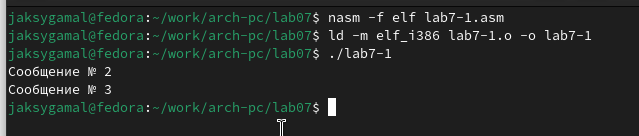 jaksygamal@fedora:~/work/arch-pc/lab07$ nasm -f elf lab7-1.asm
jaksygamal@fedora:~/work/arch-pc/lab07$ ld -m elf_i386 lab7-1.o -o lab7-1
jaksygamal@fedora:~/work/arch-pc/lab07$ ./lab7-1
Сообщение № 2
Сообщение № 3
jaksygamal@fedora:~/work/arch-pc/lab07$